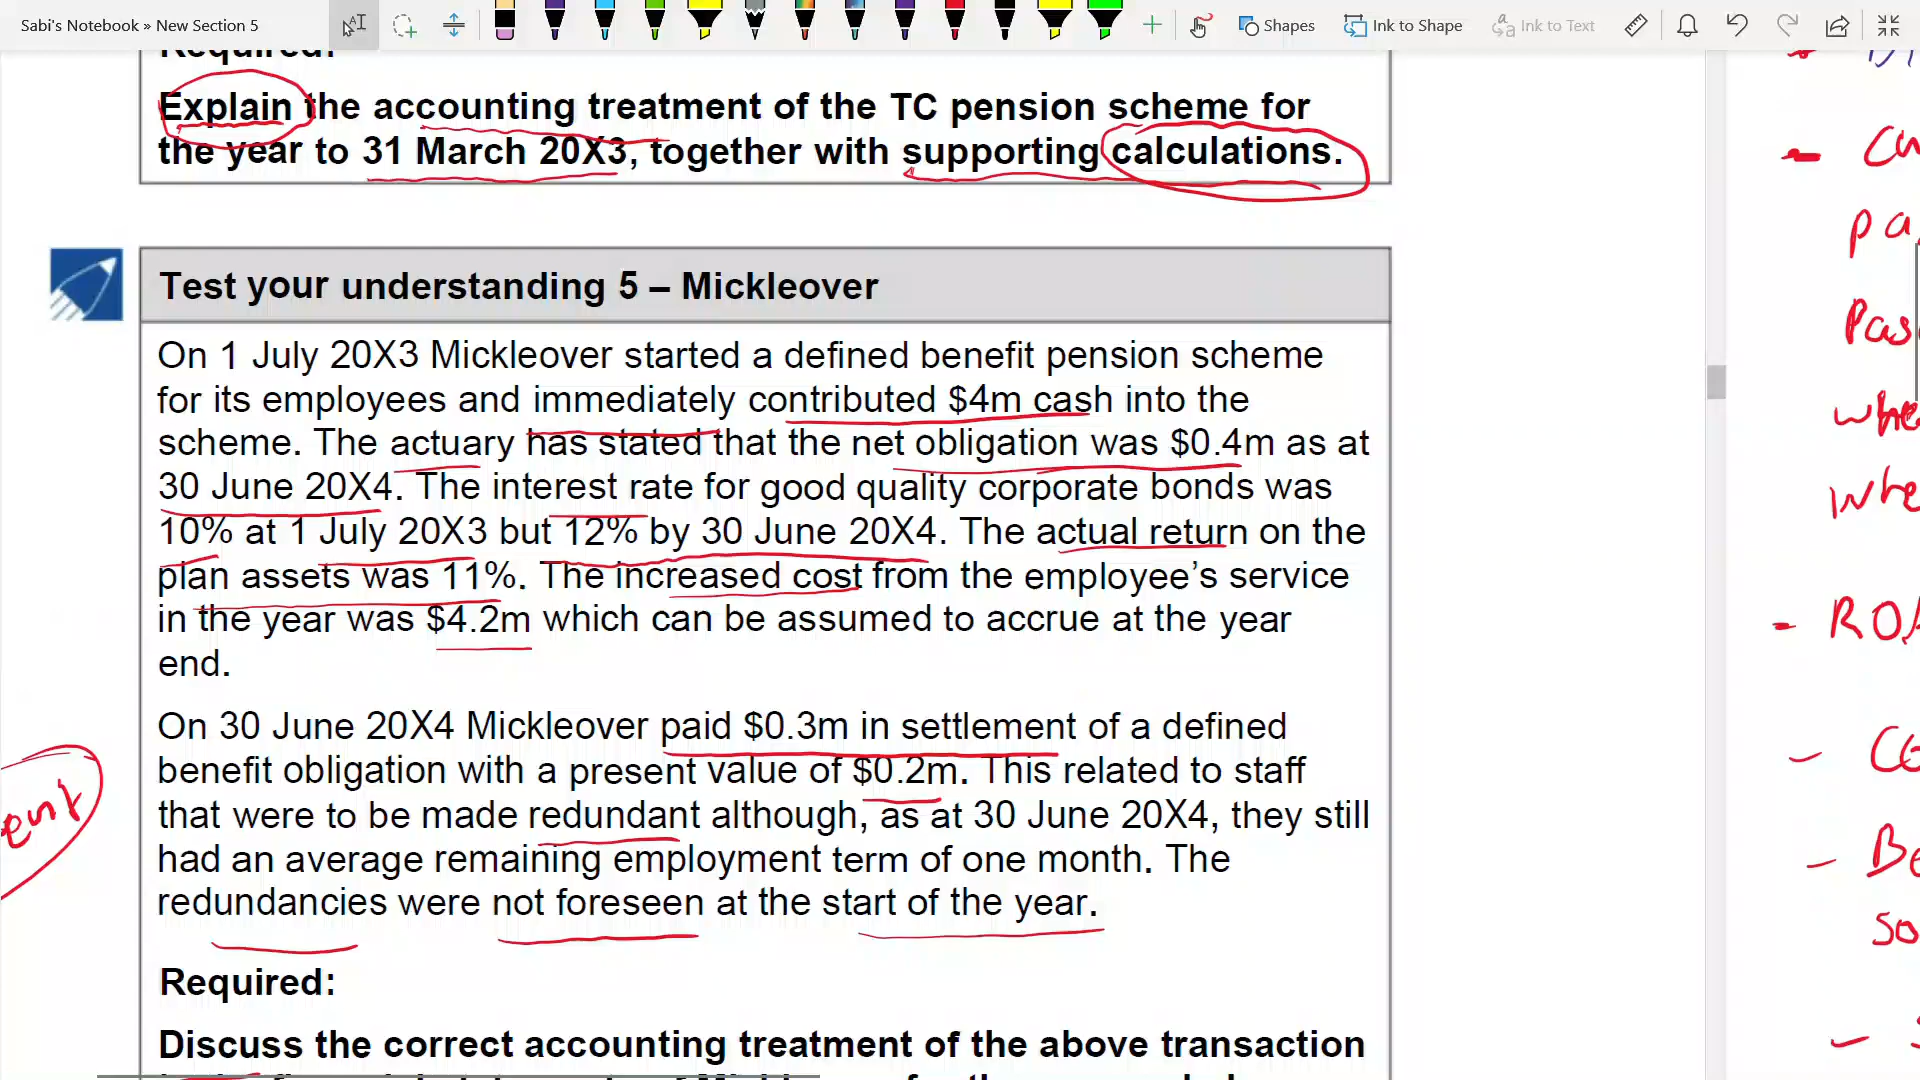 Sabi's Notebook » New Section 5
Shapes
Ink to Shape
Ink to Text
Required:
Explain the accounting treatment of the TC pension scheme for
the year to 31 March 20X3, together with supporting calculations.
Test your understanding 5 – Mickleover
On 1 July 20X3 Mickleover started a defined benefit pension scheme
for its employees and immediately contributed $4m cash into the
scheme. The actuary has stated that the net obligation was $0.4m as at
30 June 20X4. The interest rate for good quality corporate bonds was
10% at 1 July 20X3 but 12% by 30 June 20X4. The actual return on the
plan assets was 11%. The increased cost from the employee’s service
in the year was $4.2m which can be assumed to accrue at the year
end.
On 30 June 20X4 Mickleover paid $0.3m in settlement of a defined
benefit obligation with a present value of $0.2m. This related to staff
that were to be made redundant although, as at 30 June 20X4, they still
had an average remaining employment term of one month. The
redundancies were not foreseen at the start of the year.
Required:
Discuss the correct accounting treatment of the above transaction